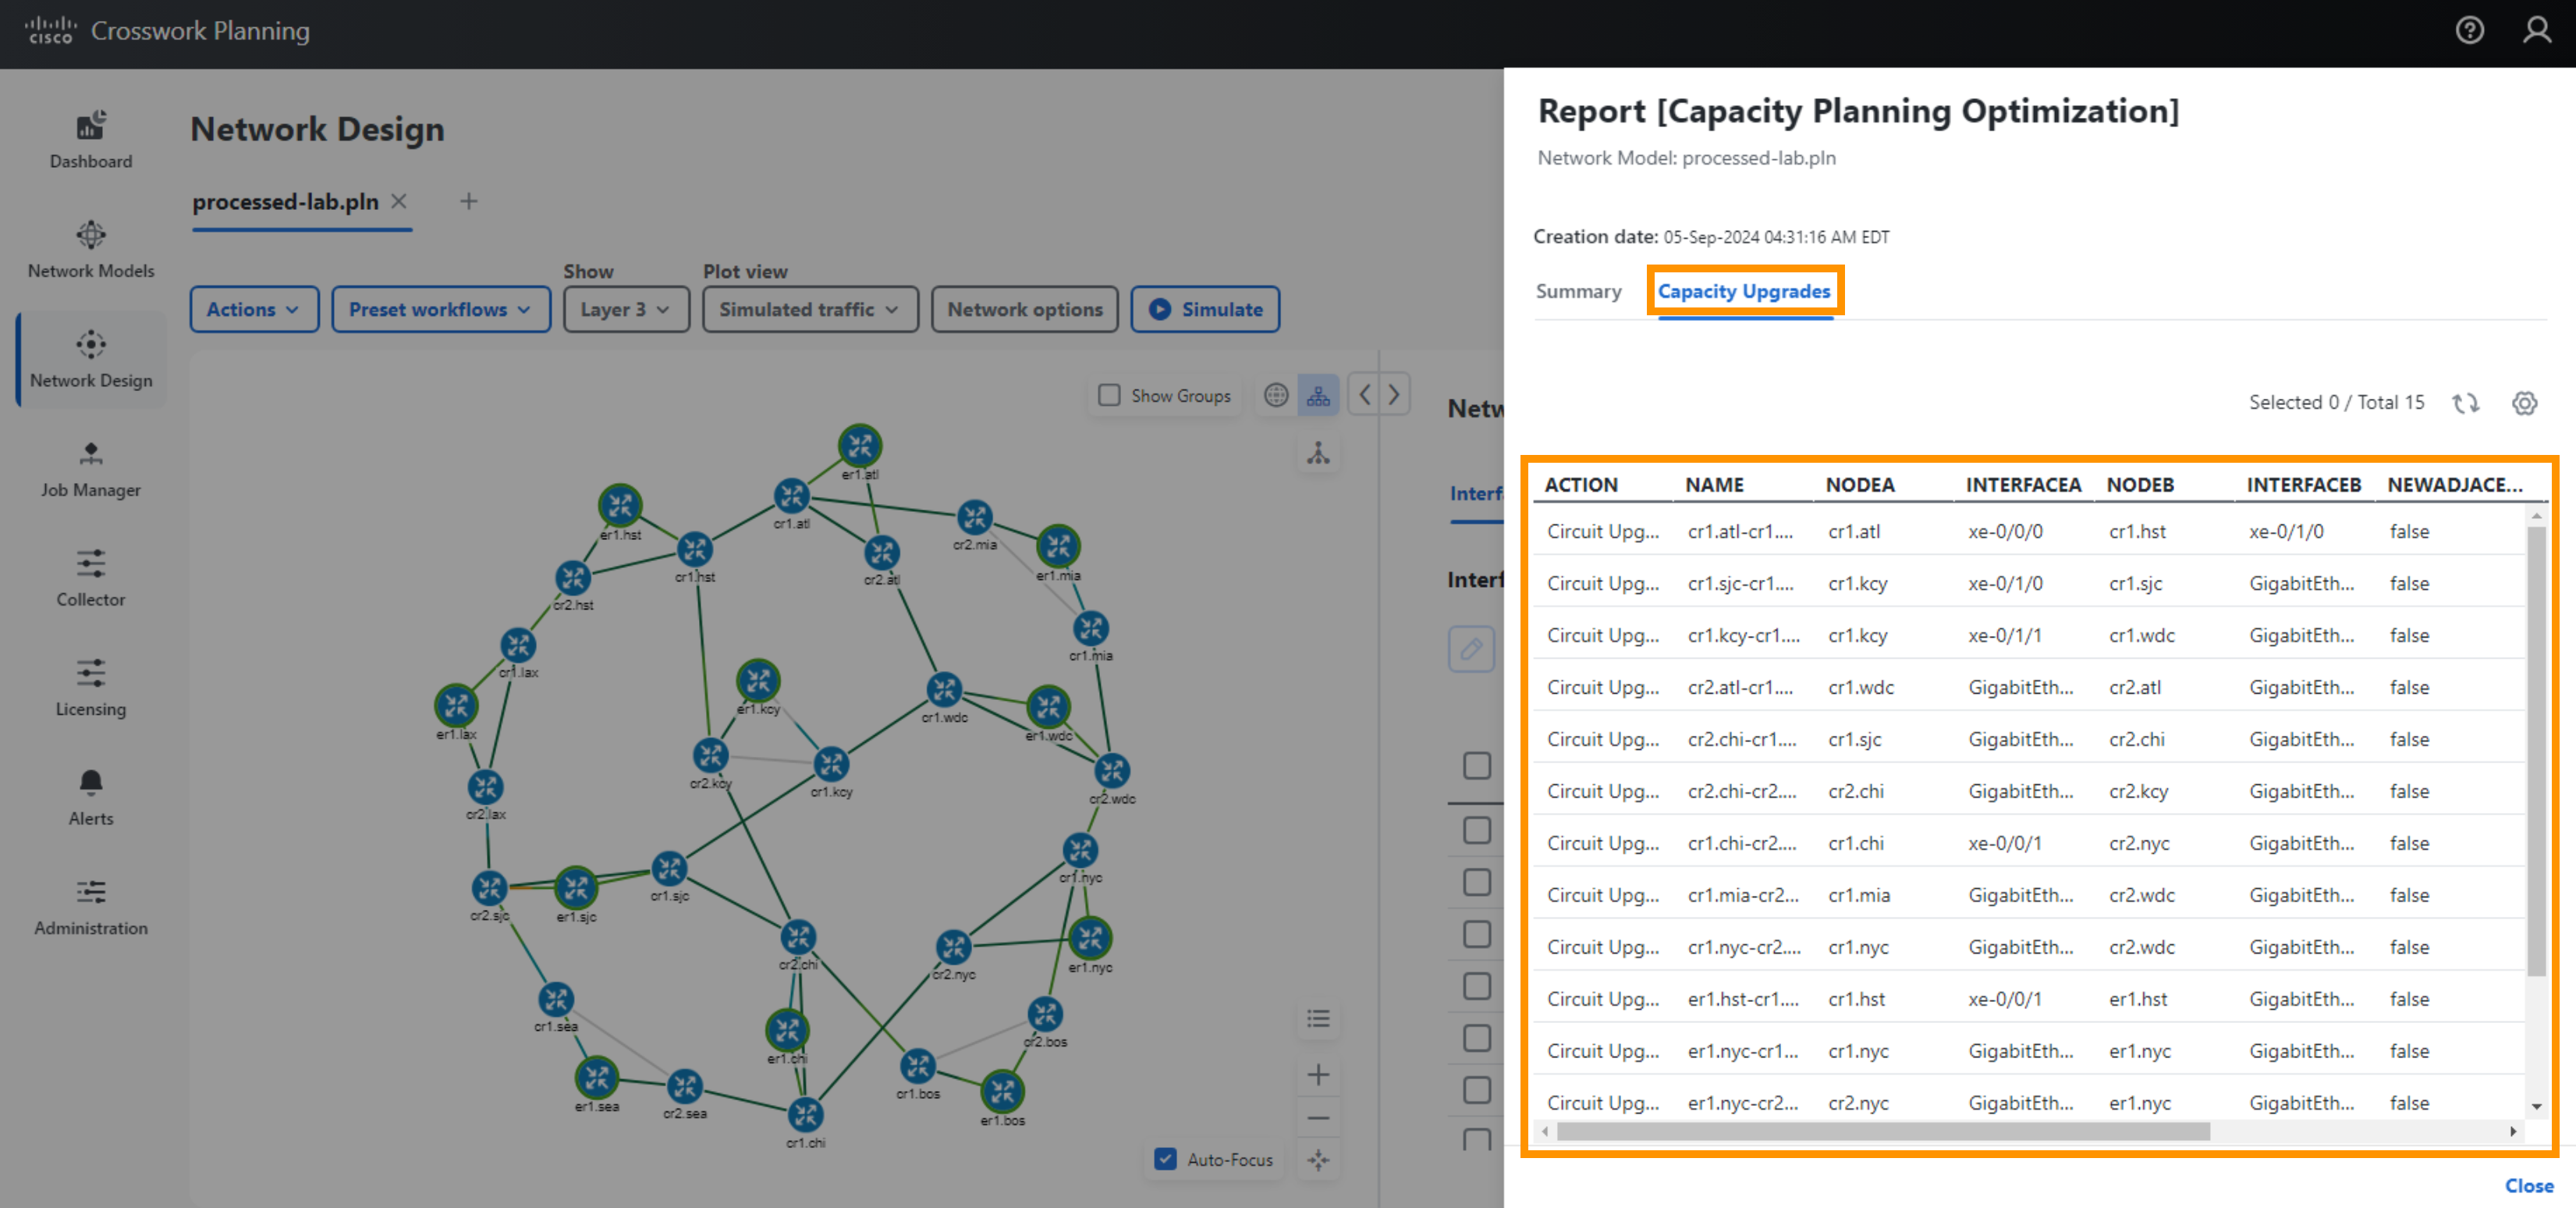 cisco Crosswork Planning
Dashboard
Network Models
Network Design
Job Manager
Collector
Licensing
Alerts
Administration
Network Design
processed-lab.pln
Show
Plot view
Actions
Preset workflows
Layer 3
Simulated traffic
Network options
Simulate
Show Groups
er1.atl
cr1.atl
er1.hst
cr2.mia
cr1.hst
cr2.atl
er1.mia
cr2.hst
cr1.mia
cr1.lax
er1.kcy
cr1.wdc
er1.lax
er1.wdc
cr2.kcy
cr1.kcy
cr2.wdc
cr2.lax
cr1.nyc
cr1.sjc
cr2.sjc
er1.sjc
cr2.chi
cr2.nyc
er1.nyc
cr1.sea
cr2.bos
er1.chi
cr1.bos
er1.sea
cr2.sea
er1.bos
cr1.chi
Auto-Focus
Netw
Interf
Interf
Report [Capacity Planning Optimization]
Network Model: processed-lab.pln
Creation date: 05-Sep-2024 04:31:16 AM EDT
Summary Capacity Upgrades
Selected 0 / Total 15
ACTION NAME NODEA INTERFACEA NODEB INTERFACEB NEWADJACE...
Circuit Upg... cr1.atl-cr1.... cr1.atl xe-0/0/0 cr1.hst xe-0/1/0 false
Circuit Upg... cr1.sjc-cr1.... cr1.kcy xe-0/1/0 cr1.sjc GigabitEth... false
Circuit Upg... cr1.kcy-cr1.... cr1.kcy xe-0/1/1 cr1.wdc GigabitEth... false
Circuit Upg... cr2.atl-cr1.... cr1.wdc GigabitEth... cr2.atl GigabitEth... false
Circuit Upg... cr2.chi-cr1.... cr1.sjc GigabitEth... cr2.chi GigabitEth... false
Circuit Upg... cr2.chi-cr2.... cr2.chi GigabitEth... cr2.kcy GigabitEth... false
Circuit Upg... cr1.chi-cr2.... cr1.chi xe-0/0/1 cr2.nyc GigabitEth... false
Circuit Upg... cr1.mia-cr2... cr1.mia GigabitEth... cr2.wdc GigabitEth... false
Circuit Upg... cr1.nyc-cr2.... cr1.nyc GigabitEth... cr2.wdc GigabitEth... false
Circuit Upg... er1.hst-cr1.... cr1.hst xe-0/0/1 er1.hst GigabitEth... false
Circuit Upg... er1.nyc-cr1... cr1.nyc GigabitEth... er1.nyc GigabitEth... false
Circuit Upg... er1.nyc-cr2... cr2.nyc GigabitEth... er1.nyc GigabitEth... false
Close